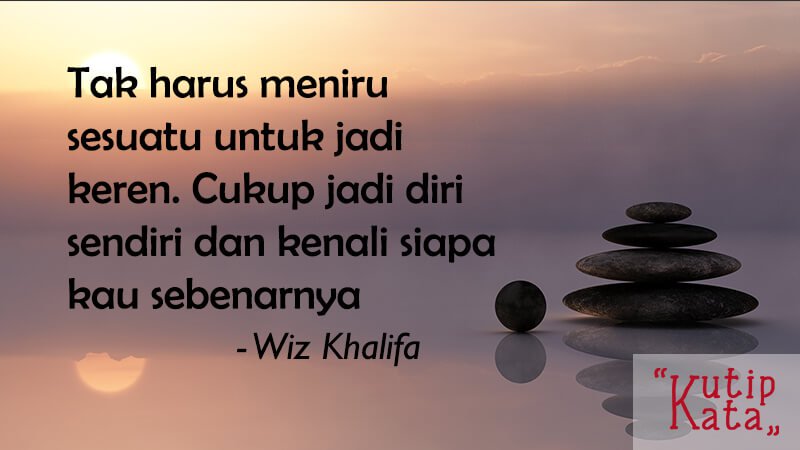 Tak harus meniru
sesuatu untuk jadi
keren. Cukup jadi diri
sendiri dan kenali siapa
kau sebenarnya
- Wiz Khalifa
“Kutip
Kata„